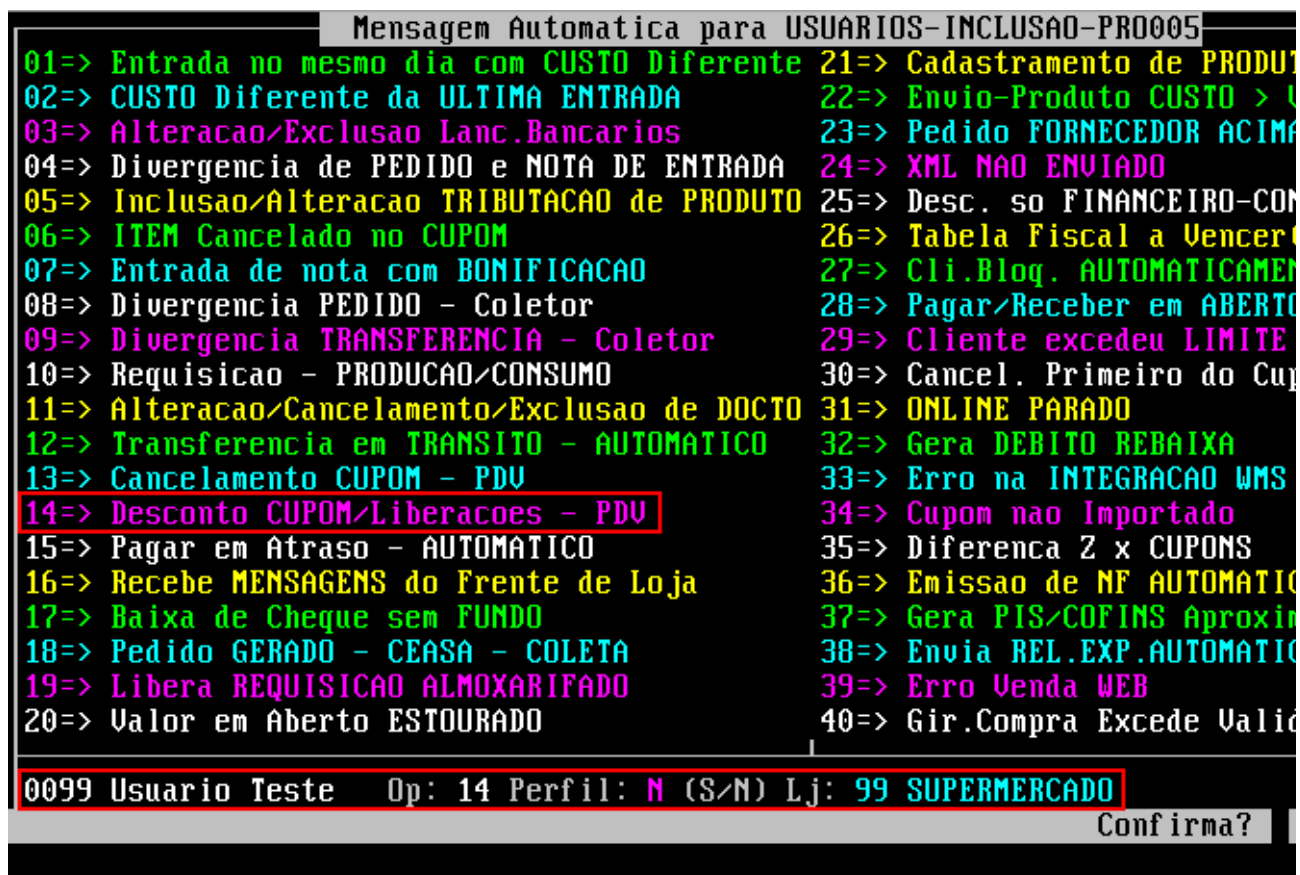 Mensagem Automatica para USUARIOS-INCLUSAO-PRO005
01=> Entrada no mesmo dia com CUSTO Diferente 21=> Cadastramento de PRODUT
02=> CUSTO Diferente da ULTIMA ENTRADA 22=> Envio-Produto CUSTO > V
03=> Alteracao/Exclusao Lanc.Bancarios 23=> Pedido FORNECEDOR ACIMA
04=> Divergencia de PEDIDO e NOTA DE ENTRADA 24=> XML NAO ENVIADO
05=> Inclusao/Alteracao TRIBUTACAO de PRODUTO 25=> Desc. so FINANCEIRO-CON
06=> ITEM Cancelado no CUPOM 26=> Tabela Fiscal a Vencer(
07=> Entrada de nota com BONIFICACAO 27=> Cli.Bloq. AUTOMATICAMEN
08=> Divergencia PEDIDO - Coletor 28=> Pagar/Receber em ABERTO
09=> Divergencia TRANSFERENCIA - Coletor 29=> Cliente excedeu LIMITE
10=> Requisicao - PRODUCAO/CONSUMO 30=> Cancel. Primeiro do Cup
11=> Alteracao/Cancelamento/Exclusao de DOCTO 31=> ONLINE PARADO
12=> Transferencia em TRANSITO - AUTOMATICO 32=> Gera DEBITO REBAIXA
13=> Cancelamento CUPOM - PDV 33=> Erro na INTEGRACAO WMS
14=> Desconto CUPOM/Liberacoes - PDV 34=> Cupom nao Importado
15=> Pagar em Atraso - AUTOMATICO 35=> Diferenca Z x CUPONS
16=> Recebe MENSAGENS do Frente de Loja 36=> Emissao de NF AUTOMATIC
17=> Baixa de Cheque sem FUNDO 37=> Gera PIS/COFINS Aproxim
18=> Pedido GERADO - CEASA - COLETA 38=> Envia REL.EXP.AUTOMATIC
19=> Libera REQUISICAO ALMOXARIFADO 39=> Erro Venda WEB
20=> Valor em Aberto ESTOURADO 40=> Gir.Compra Excede Valid
0099 Usuario Teste Op: 14 Perfil: N (S/N) Lj: 99 SUPERMERCADO
Confirma?